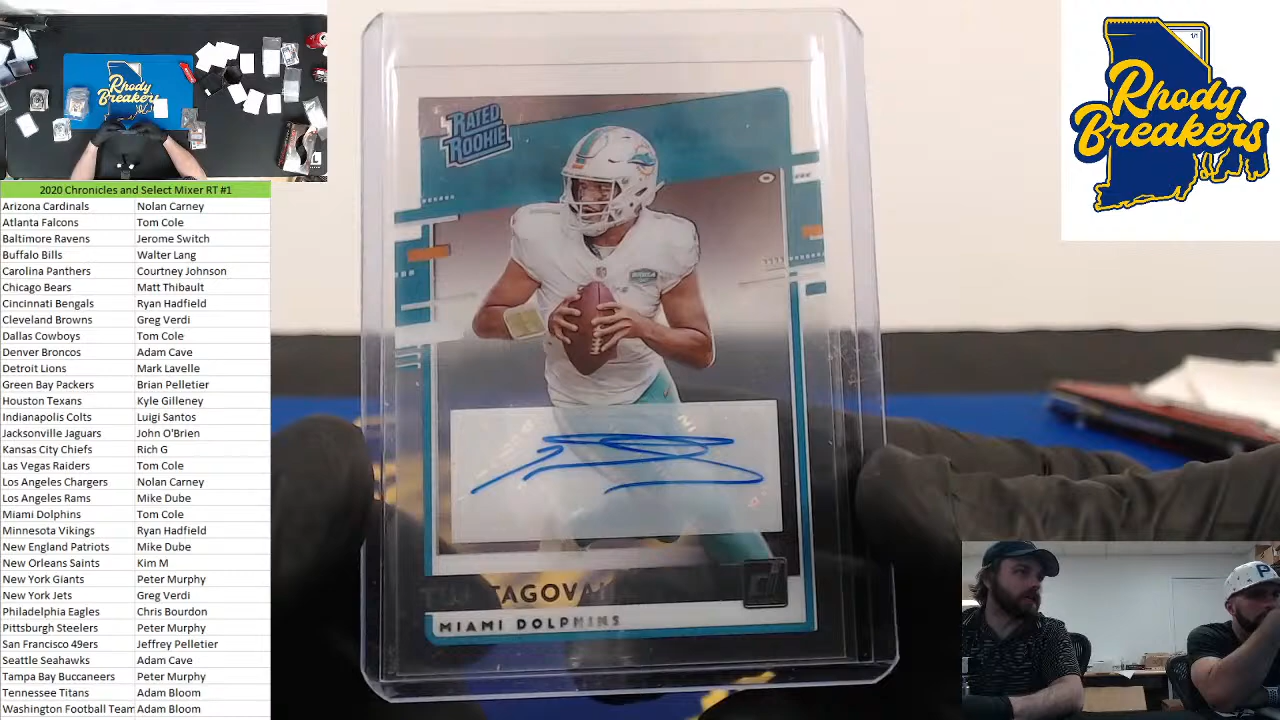 Rhody
Breakers
RATED
ROOKIE
TAGOVAI
MIAMI DOLPHINS
Rhody
Breakers
2020 Chronicles and Select Mixer RT #1
Arizona Cardinals Nolan Carney
Atlanta Falcons Tom Cole
Baltimore Ravens Jerome Switch
Buffalo Bills Walter Lang
Carolina Panthers Courtney Johnson
Chicago Bears Matt Thibault
Cincinnati Bengals Ryan Hadfield
Cleveland Browns Greg Verdi
Dallas Cowboys Tom Cole
Denver Broncos Adam Cave
Detroit Lions Mark Lavelle
Green Bay Packers Brian Pelletier
Houston Texans Kyle Gilleney
Indianapolis Colts Luigi Santos
Jacksonville Jaguars John O'Brien
Kansas City Chiefs Rich G
Las Vegas Raiders Tom Cole
Los Angeles Chargers Nolan Carney
Los Angeles Rams Mike Dube
Miami Dolphins Tom Cole
Minnesota Vikings Ryan Hadfield
New England Patriots Mike Dube
New Orleans Saints Kim M
New York Giants Peter Murphy
New York Jets Greg Verdi
Philadelphia Eagles Chris Bourdon
Pittsburgh Steelers Peter Murphy
San Francisco 49ers Jeffrey Pelletier
Seattle Seahawks Adam Cave
Tampa Bay Buccaneers Peter Murphy
Tennessee Titans Adam Bloom
Washington Football Team Adam Bloom